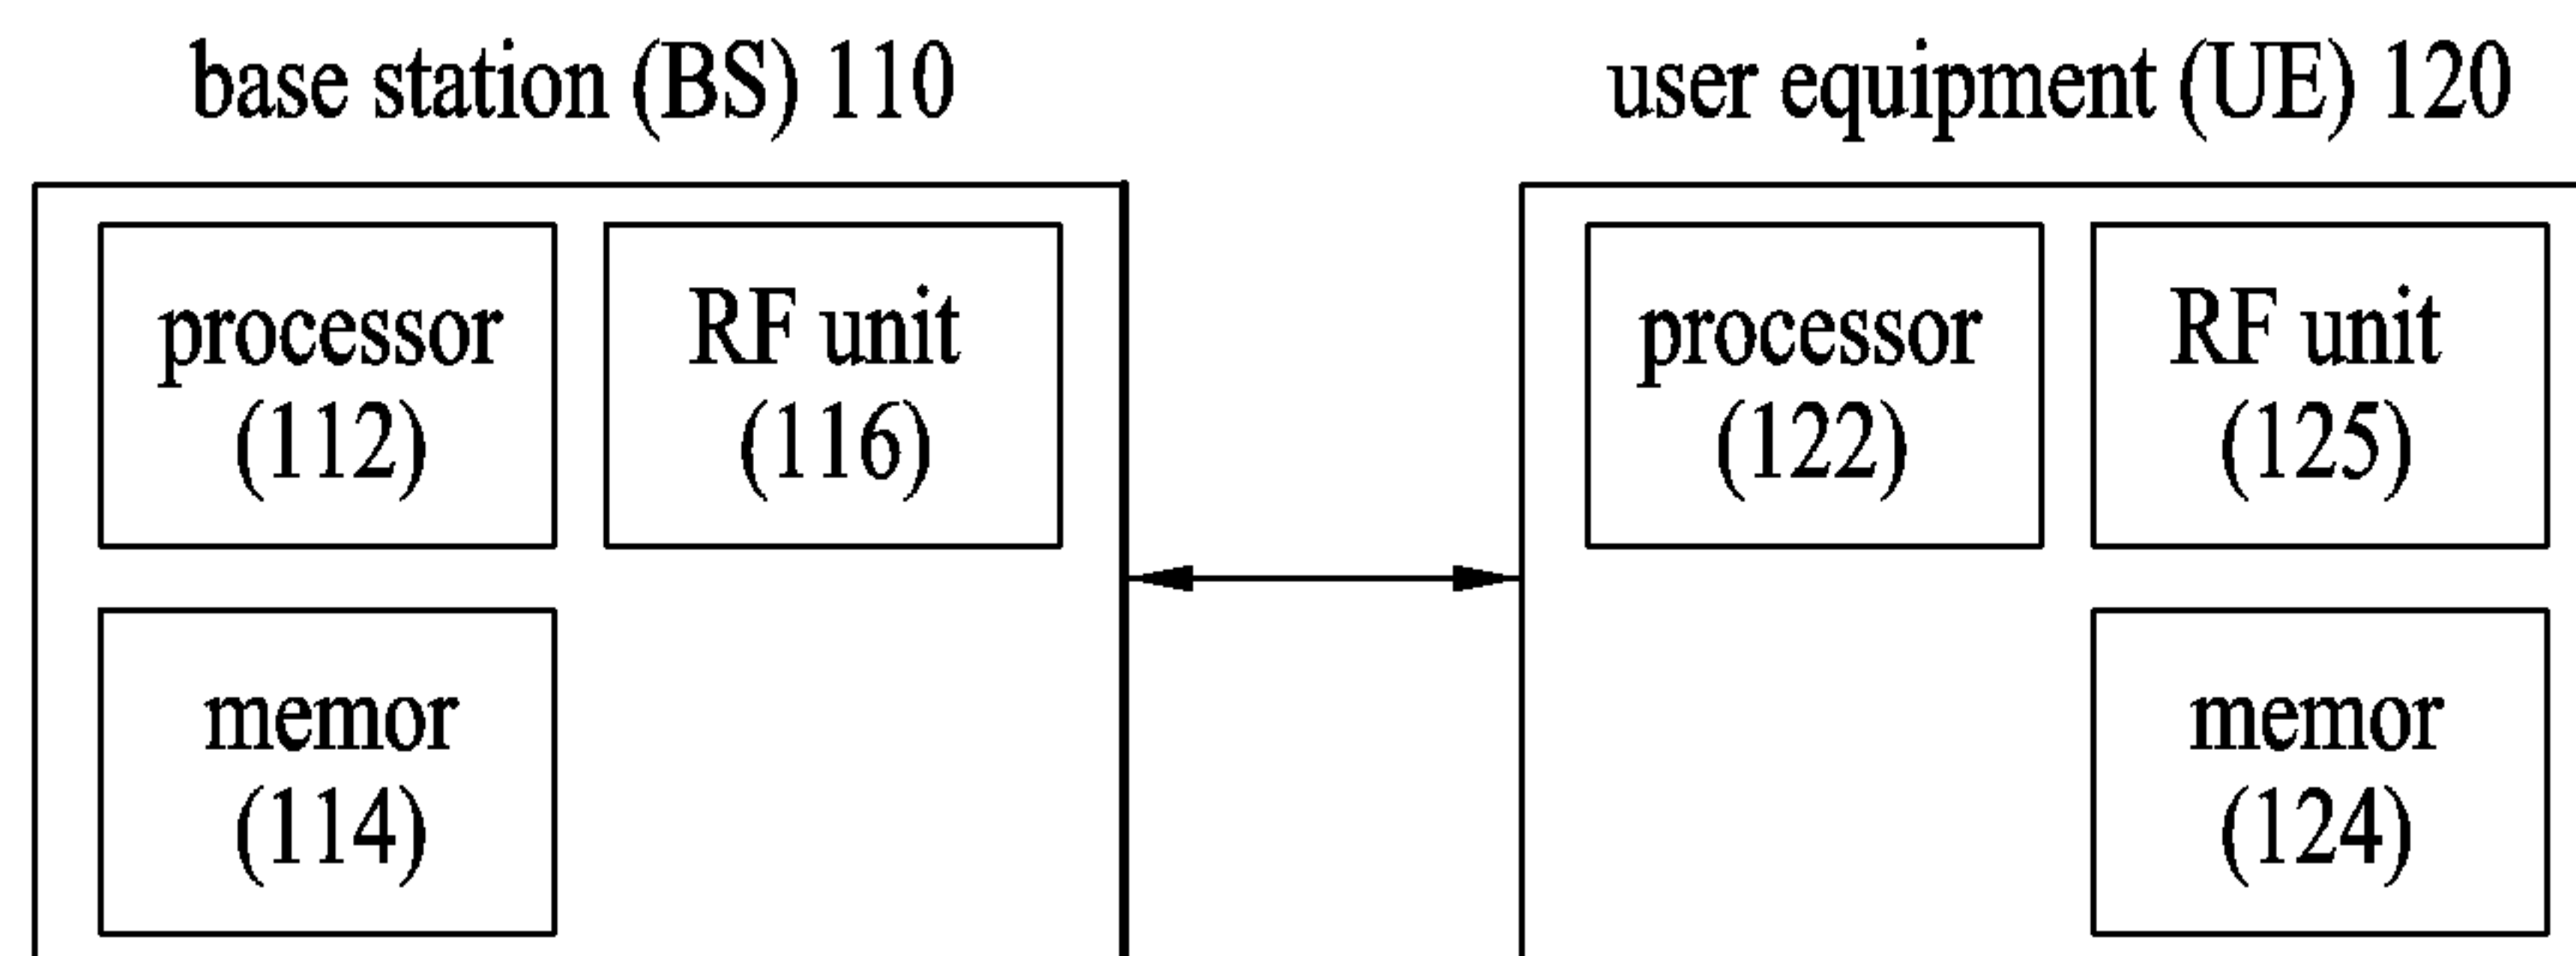 base station (BS) 110
user equipment (UE) 120
processor
(112)
RF unit
(116)
processor
(122)
RF unit
(125)
memor
(114)
memor
(124)